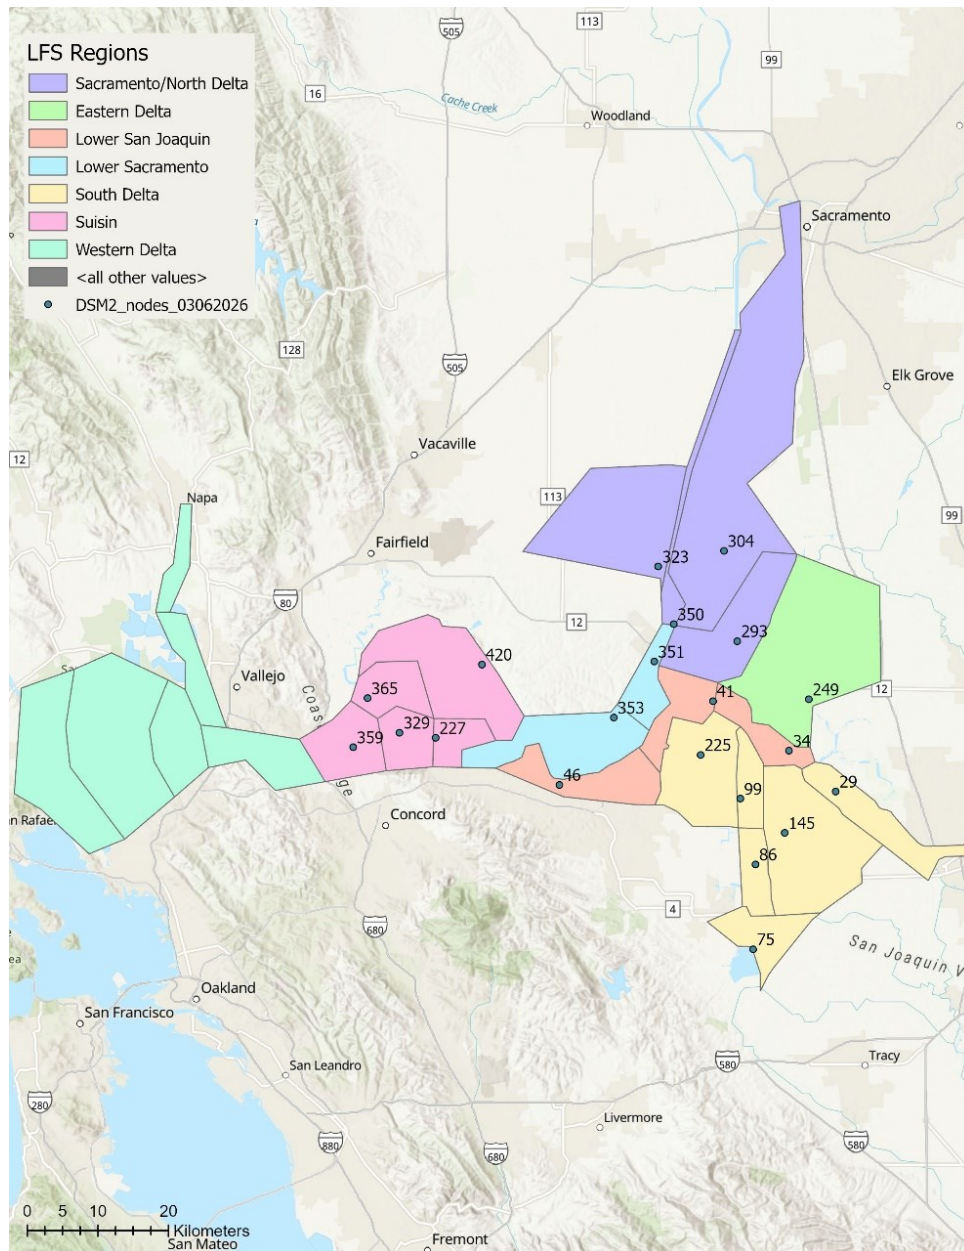 LFS Regions
Sacramento/North Delta
Eastern Delta
Lower San Joaquin
Lower Sacramento
South Delta
Suisin
Western Delta
<all other values>
DSM2_nodes_03062026
113
505
99
16
Cache Creek
Woodland
Sacramento
128
505
Elk Grove
12
Vacaville
Napa
113
99
Fairfield
323
304
80
12
350
293
420
351
Vallejo
365
41
249
12
Coas
353
329
227
359
225
34
46
ge
99
29
n Rafael
Concord
145
86
4
680
75
San Joaquin V
ea
Oakland
San Francisco
San Leandro
580
Tracy
280
Livermore
880
680
580
0 5 10 20
Kilometers
San Mateo
Fremont